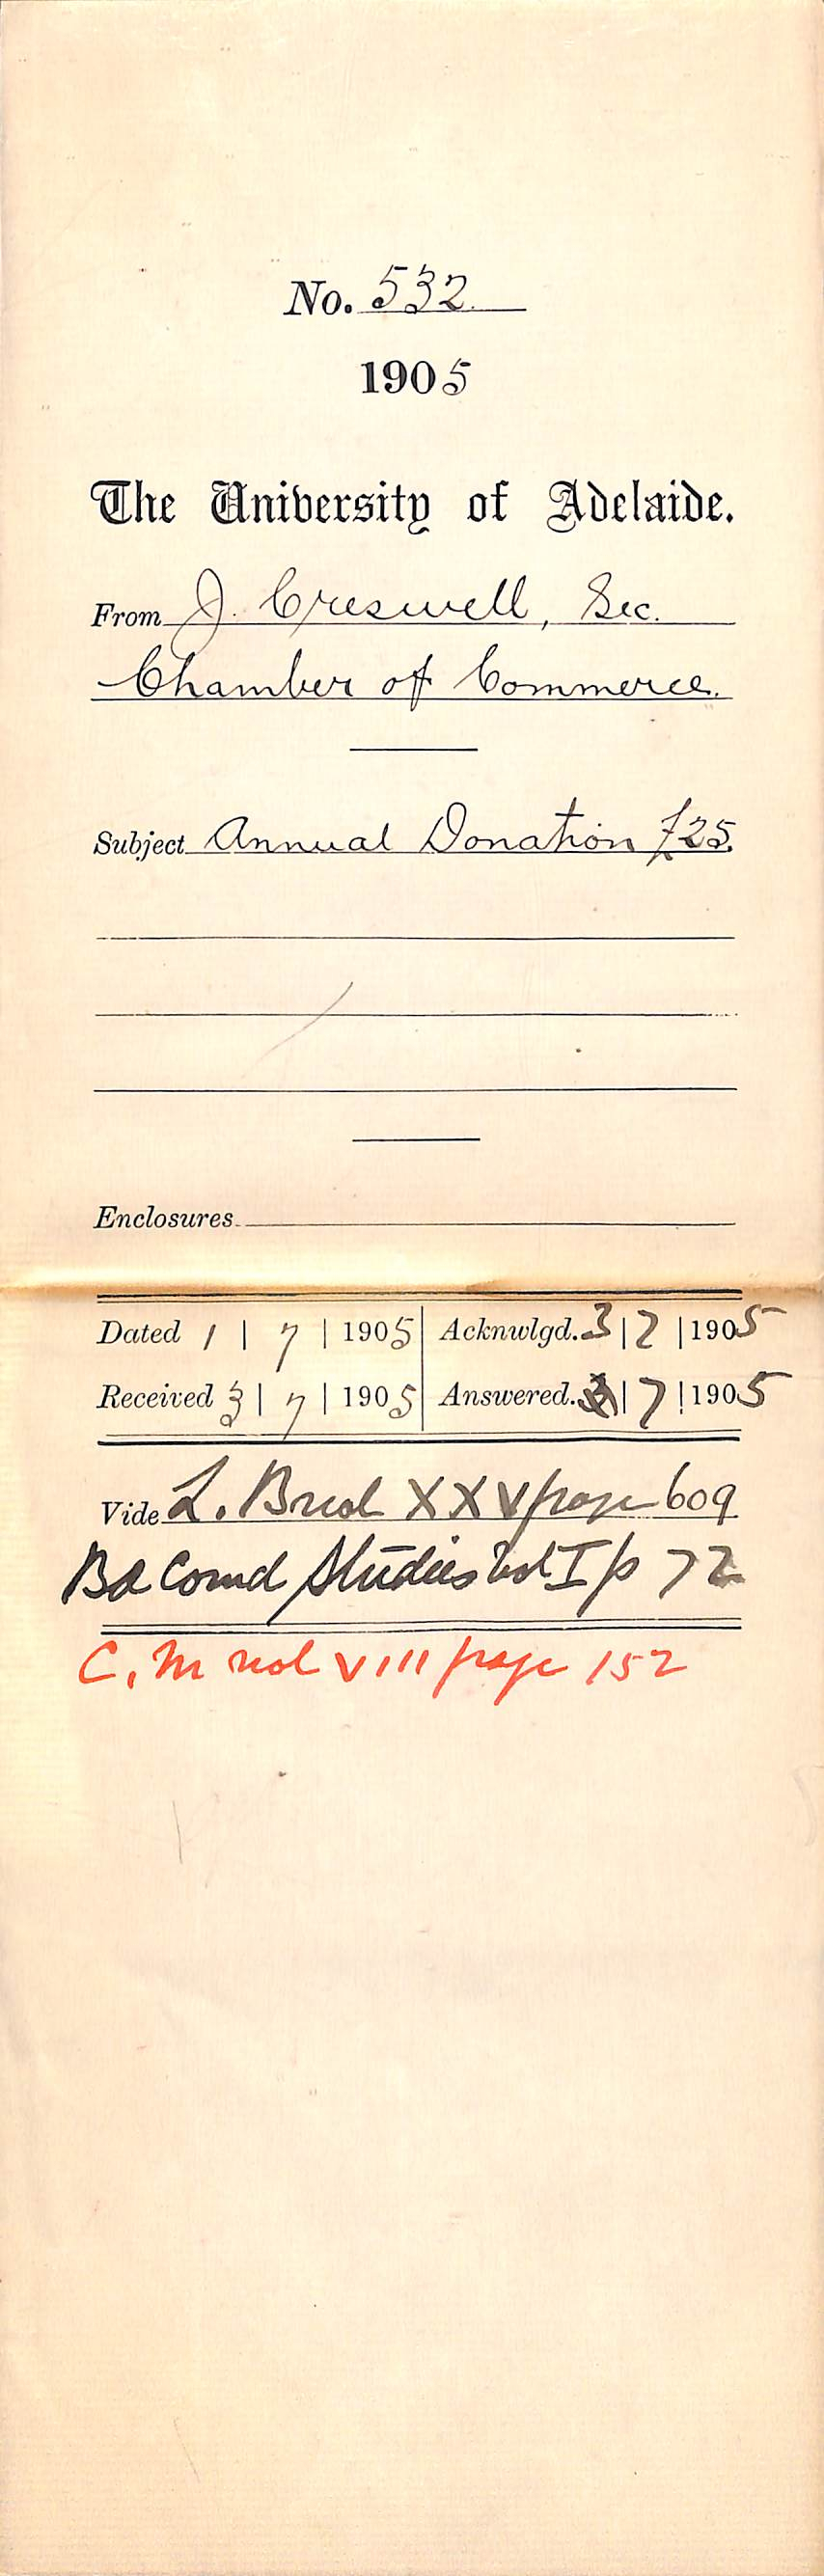 No. 532.
1905
The University of Adelaide.
From J. Creswell, Sec.
Chamber of Commerce.
Subject Annual Donation £25.
Enclosures
Dated 1 | 7 | 1905 Acknwlgd. 3 | 7 | 1905
Received 3 | 7 | 1905 Answered. 3 | 7 | 1905
Vide L. B vol XXV page 609
Bd Comd Studies Vol I p 72
C. M vol VIII page 152